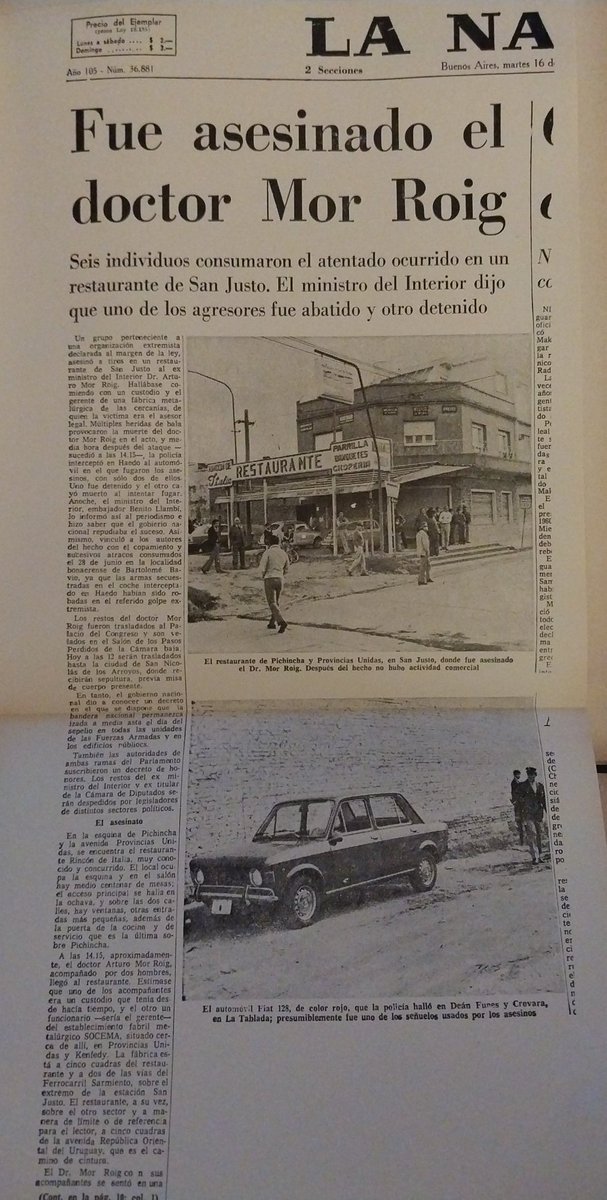 Precio del Ejemplar
Lunes a sábado .... $ 2.—
Domingo ........ $ 3.—
LA NA
Año 105 - Núm. 36.881
2 Secciones
Buenos Aires, martes 16 d
Fue asesinado el
doctor Mor Roig
Seis individuos consumaron el atentado ocurrido en un
restaurante de San Justo. El ministro del Interior dijo
que uno de los agresores fue abatido y otro detenido
Un grupo perteneciente a
una organización extremista
declarada al margen de la ley,
asesinó a tiros en un restau-
rante de San Justo al ex
ministro del Interior Dr. Artu-
ro Mor Roig. Hallábase co-
miendo con un custodio y el
gerente de una fábrica meta-
lúrgica de las cercanías, de
quien la víctima era el asesor
legal. Múltiples heridas de bala
provocaron la muerte del doc-
tor Mor Roig en el acto, y me-
dia hora después del ataque —
sucedió a las 14.15—, la policía
interceptó en Haedo al automó-
vil en el que fugaron los ase-
sinos, con sólo dos de ellos.
Uno fue detenido y el otro ca-
yó muerto al intentar fugar.
Anoche, el ministro del Inte-
rior, embajador Benito Llambí,
lo informó así al periodismo e
hizo saber que el gobierno na-
cional repudiaba el suceso. Asi-
mismo, vinculó a los autores
del hecho con el copamiento y
sucesivos atracos consumados
el 28 de junio en la localidad
bonaerense de Bartolomé Ba-
vio, ya que las armas secues-
tradas en el coche intercepta-
do en Haedo habían sido ro-
badas en el referido golpe ex-
tremista.
Los restos del doctor Mor
Roig fueron trasladados al Pa-
lacio del Congreso y son ve-
lados en el Salón de los Pasos
Perdidos de la Cámara baja.
Hoy a las 12 serán trasladados
hasta la ciudad de San Nico-
lás de los Arroyos, donde re-
cibirán sepultura, previa misa
de cuerpo presente.
En tanto, el gobierno nacio-
nal dio a conocer un decreto
en el que se dispone que la
bandera nacional permanezca
izada a media asta el día del
sepelio en todas las unidades
de las Fuerzas Armadas y en
los edificios públicos.
También las autoridades de
ambas ramas del Parlamento
suscribieron un decreto de ho-
nores. Los restos del ex mi
nistro del Interior y ex titular
de la Cámara de Diputados se-
rán despedidos por legisladores
de distintos sectores políticos.
El asesinato
En la esquina de Pichincha
y la avenida Provincias Uni-
das, se encuentra el restauran-
te Rincón de Italia, muy cono-
cido y concurrido. El local ocu-
pa la esquina y en el salón
hay medio centenar de mesas;
el acceso principal se halla en
la ochava, y sobre las dos ca-
lles, hay ventanas, otras entra-
das más pequeñas, además de
la puerta de la cocina y de
servicio que es la última so-
bre Pichincha.
A las 14.15, aproximadamen-
te, el doctor Arturo Mor Roig,
acompañado por dos hombres,
llegó al restaurante. Estímase
que uno de los acompañantes
era un custodio que tenía des-
de hacía tiempo, y el otro un
funcionario —sería el gerente—
del establecimiento fabril me-
talúrgico SOCEMA, situado cer-
ca de allí, en Provincias Uni-
das y Kenfedy. La fábrica es-
tá a cinco cuadras del restau-
rante y a dos de las vías del
Ferrocarril Sarmiento, sobre el
extremo de la estación San
Justo. El restaurante, a su vez,
sobre el otro sector y a ma-
nera de límite o de referencia
para el lector, a cinco cuadras
de la avenida República Orien-
tal del Uruguay, que es el ca-
mino de cintura.
El Dr. Mor Roig co n sus
acompañantes se sentó en una
(Cont. en la pág. 18: col. 1)
Italia
RESTAURANTE
PARRILLA
BANQUETES
El restaurante de Pichincha y Provincias Unidas, en San Justo, donde fue asesinado
el Dr. Mor Roig. Después del hecho no hubo actividad comercial
El automóvil Fiat 128, de color rojo, que la policía halló en Deán Funes y Crovara,
en La Tablada; presumiblemente fue uno de los señuelos usados por los asesinos